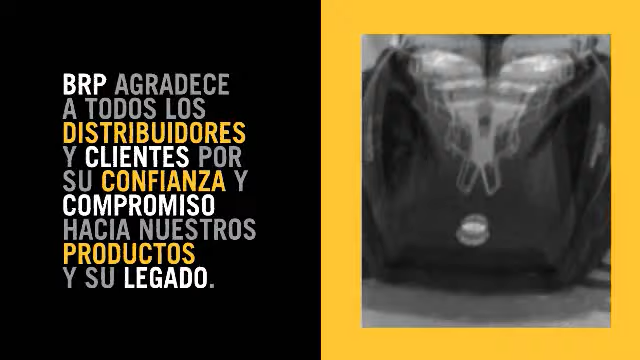 BRP AGRADECE
A TODOS LOS
DISTRIBUIDORES
Y CLIENTES POR
SU CONFIANZA Y
COMPROMISO
HACIA NUESTROS
PRODUCTOS
Y SU LEGADO.